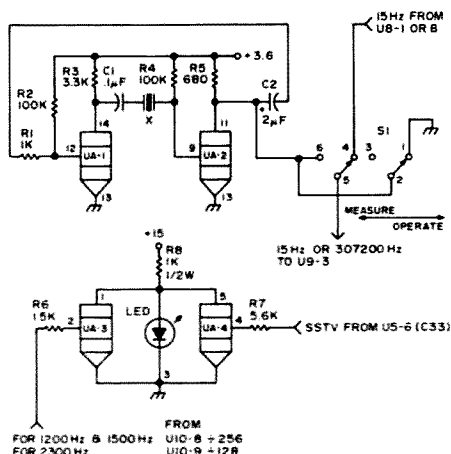 15Hz FROM
U8-1 OR 8
+3.6
R3
3.3K
C1
.1µF
R4
100K
R5
680
C2
2µF
+
R2
100K
R1
1K
X
14
12
UA-1
13
11
9
UA-2
13
S1
6
4
3
1
5
2
MEASURE
OPERATE
15Hz OR 307200 Hz
TO U9-3
+15
R8
1K
1/2W
R6
15K
1
2
UA-3
LED
3
5
UA-4
4
R7
5.6K
SSTV FROM U5-6 (C33)
FOR 1200Hz & 1500Hz
FOR 2300Hz
FROM
U10-8 ÷256
U10-9 ÷128